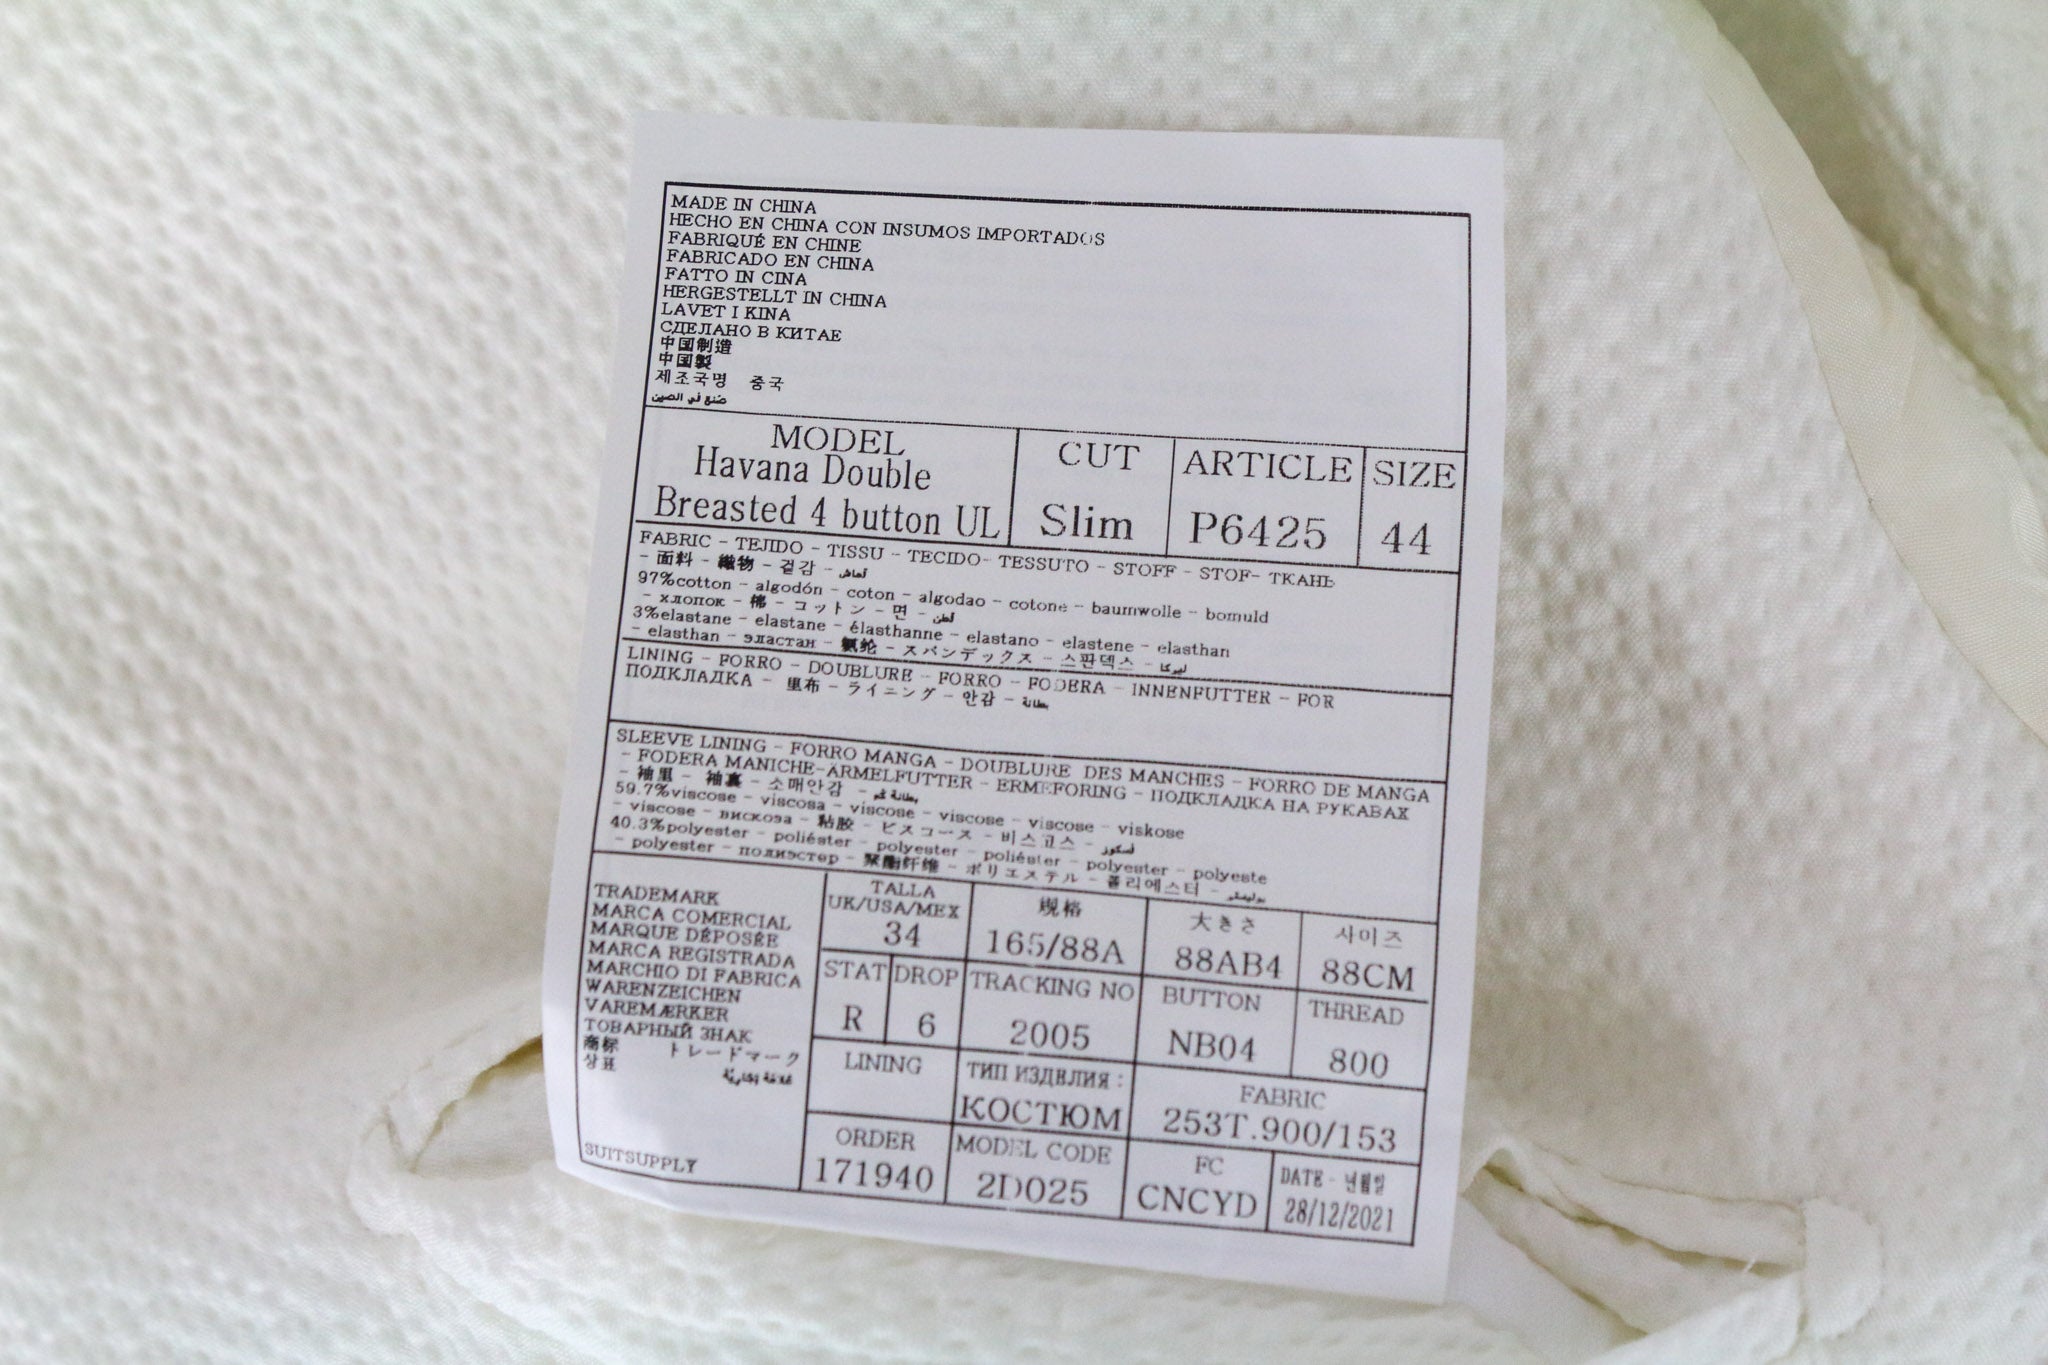 MADE IN CHINA
HECHO EN CHINA CON INSUMOS IMPORTADOS
FABRIQUÉ EN CHINE
FABRICADO EN CHINA
FATTO IN CINA
HERGESTELLT IN CHINA
LAVET I KINA
СДЕЛАНО В КИТАЕ
中国制造
中国製
제조국명 중국
صنع في الصين
MODEL
Havana Double
Breasted 4 button UL
CUT
Slim
ARTICLE
P6425
SIZE
44
FABRIC - TEJIDO - TISSU - TECIDO- TESSUTO - STOFF - STOF- ТКАНЬ
- 面料 - 織物 - 겉감 - قماش
97%cotton - algodón - coton - algodao - cotone - baumwolle - bomuld
- хлопок - 棉 - コットン - 면 - قطن
3%elastane - elastane - élasthanne - elastano - elastene - elasthan
- elasthan - эластан - 氨纶 - スパンデックス - 스판덱스 - ليركا
LINING - FORRO - DOUBLURE - FORRO - FODERA - INNENFUTTER - FOR
ПОДКЛАДКА - 里布 - ライニング - 안감 - بطانة
SLEEVE LINING - FORRO MANGA - DOUBLURE DES MANCHES - FORRO DE MANGA
- FODERA MANICHE-ÄRMELFUTTER - ERMEFORING - ПОДКЛАДКА НА РУКАВАХ
- 袖里 - 袖裏 - 소매안감 - بطانة كم
59.7%viscose - viscosa - viscose - viscose - viscose - viskose
- viscose - вискоза - 粘胶 - ビスコース - 비스코스 - فسكوز
40.3%polyester - poliéster - polyester - poliéster - polyester - polyeste
- polyester - полиэстер - 聚酯纤维 - ポリエステル - 폴리에스터 - بوليستر
TRADEMARK
MARCA COMERCIAL
MARQUE DÉPOSÉE
MARCA REGISTRADA
MARCHIO DI FABRICA
WARENZEICHEN
VAREMÆRKER
ТОВАРНЫЙ ЗНАК
商标 トレードマーク
상표 علامة تجارية
SUITSUPPLY
TALLA
UK/USA/MEX
34
规格
165/88A
大きさ
88AB4
사이즈
88CM
STAT
R
DROP
6
TRACKING NO
2005
BUTTON
NB04
THREAD
800
LINING
ТИП ИЗДЕЛИЯ :
КОСТЮМ
FABRIC
253T.900/153
ORDER
171940
MODEL CODE
2D025
FC
CNCYD
DATE - 년월일
28/12/2021